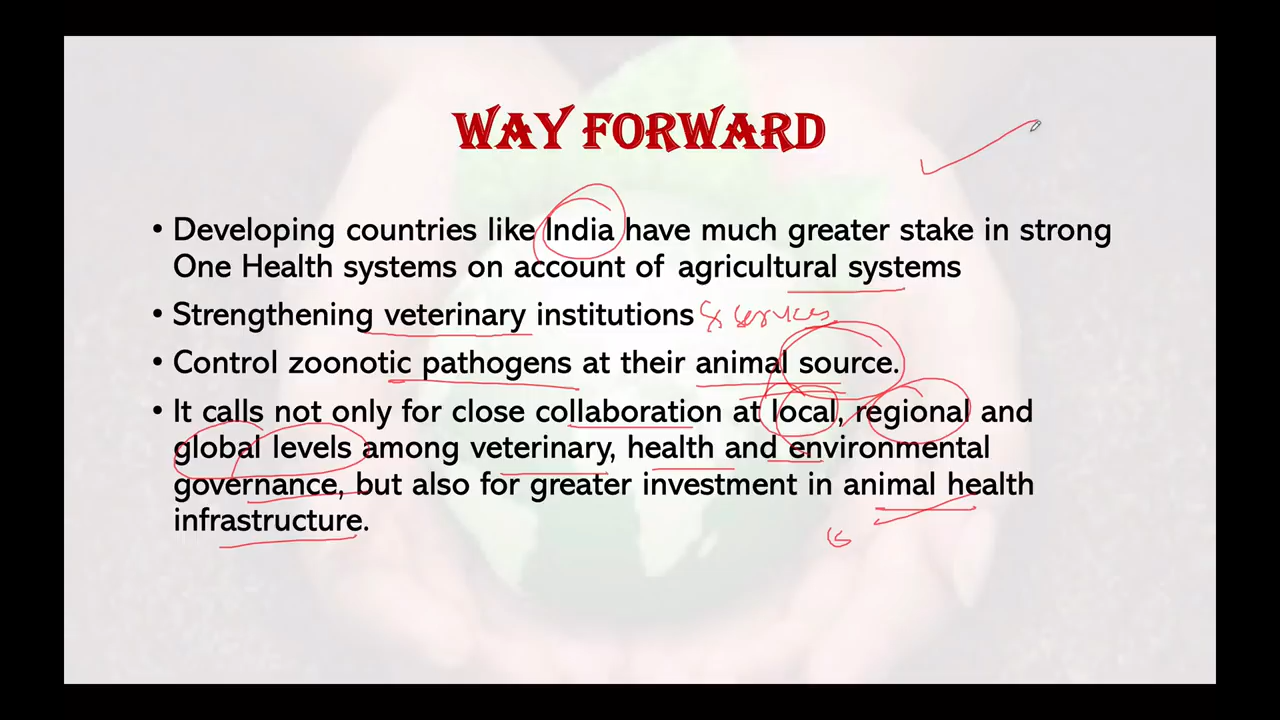 WAY FORWARD
• Developing countries like India have much greater stake in strong
One Health systems on account of agricultural systems
• Strengthening veterinary institutions & services
• Control zoonotic pathogens at their animal source.
• It calls not only for close collaboration at local, regional and
global levels among veterinary, health and environmental
governance, but also for greater investment in animal health
infrastructure.